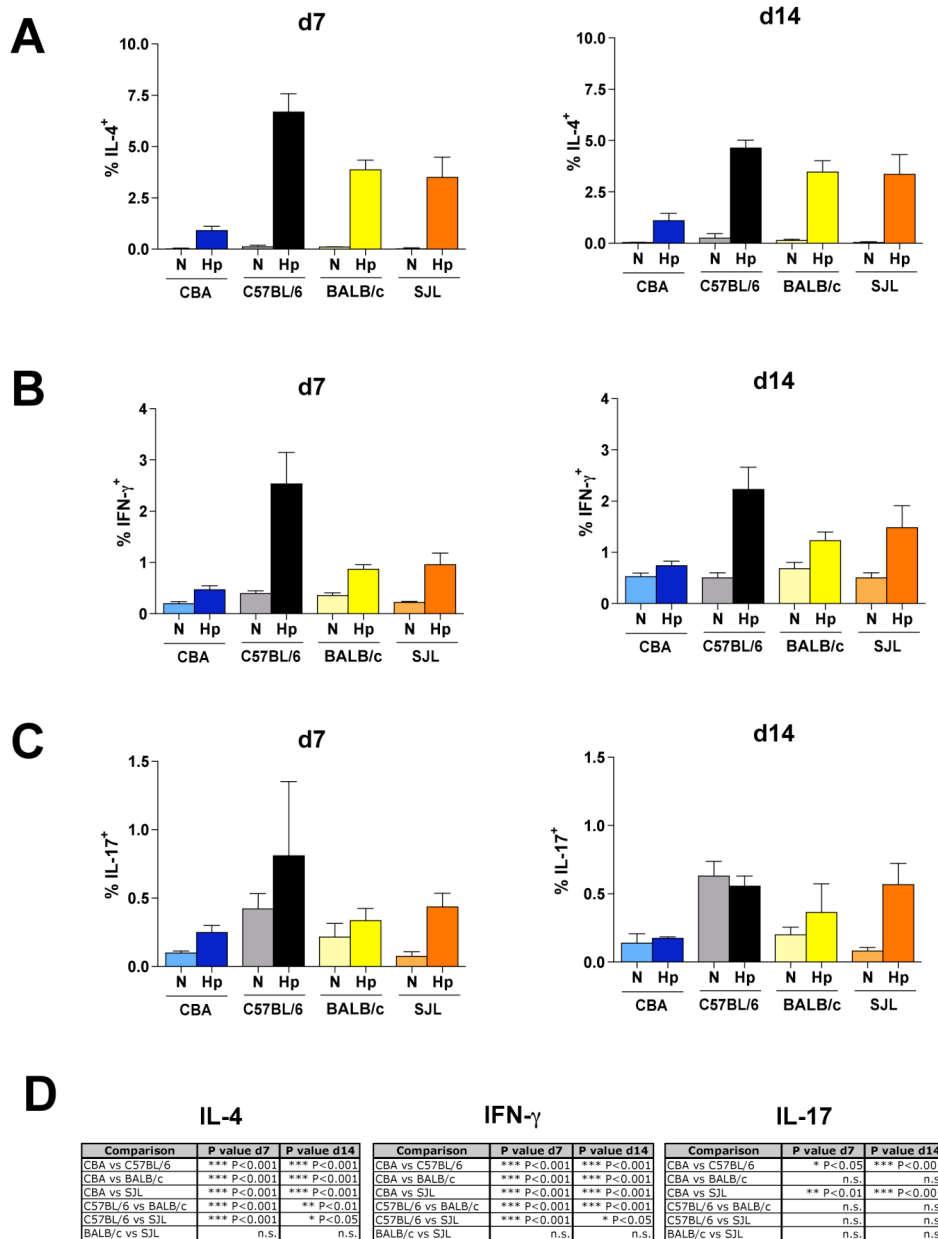 A
d7
d14
10.0
7.5
5.0
2.5
0.0
% IL-4+
N Hp N Hp N Hp N Hp
CBA C57BL/6 BALB/c SJL
10.0
7.5
5.0
2.5
0.0
% IL-4+
N Hp N Hp N Hp N Hp
CBA C57BL/6 BALB/c SJL
B
d7
d14
4
3
2
1
0
% IFN-γ+
N Hp N Hp N Hp N Hp
CBA C57BL/6 BALB/c SJL
4
3
2
1
0
% IFN-γ+
N Hp N Hp N Hp N Hp
CBA C57BL/6 BALB/c SJL
C
d7
d14
1.5
1.0
0.5
0.0
% IL-17+
N Hp N Hp N Hp N Hp
CBA C57BL/6 BALB/c SJL
1.5
1.0
0.5
0.0
% IL-17+
N Hp N Hp N Hp N Hp
CBA C57BL/6 BALB/c SJL
D
IL-4
Comparison P value d7 P value d14
CBA vs C57BL/6 *** P<0.001 *** P<0.001
CBA vs BALB/c *** P<0.001 *** P<0.001
CBA vs SJL *** P<0.001 *** P<0.001
C57BL/6 vs BALB/c *** P<0.001 ** P<0.01
C57BL/6 vs SJL *** P<0.001 * P<0.05
BALB/c vs SJL n.s. n.s.
IFN-γ
Comparison P value d7 P value d14
CBA vs C57BL/6 *** P<0.001 *** P<0.001
CBA vs BALB/c *** P<0.001 *** P<0.001
CBA vs SJL *** P<0.001 *** P<0.001
C57BL/6 vs BALB/c *** P<0.001 *** P<0.001
C57BL/6 vs SJL *** P<0.001 * P<0.05
BALB/c vs SJL n.s. n.s.
IL-17
Comparison P value d7 P value d14
CBA vs C57BL/6 * P<0.05 *** P<0.00
CBA vs BALB/c n.s. n.s
CBA vs SJL ** P<0.01 *** P<0.00
C57BL/6 vs BALB/c n.s. n.s
C57BL/6 vs SJL n.s. n.s
BALB/c vs SJL n.s. n.s